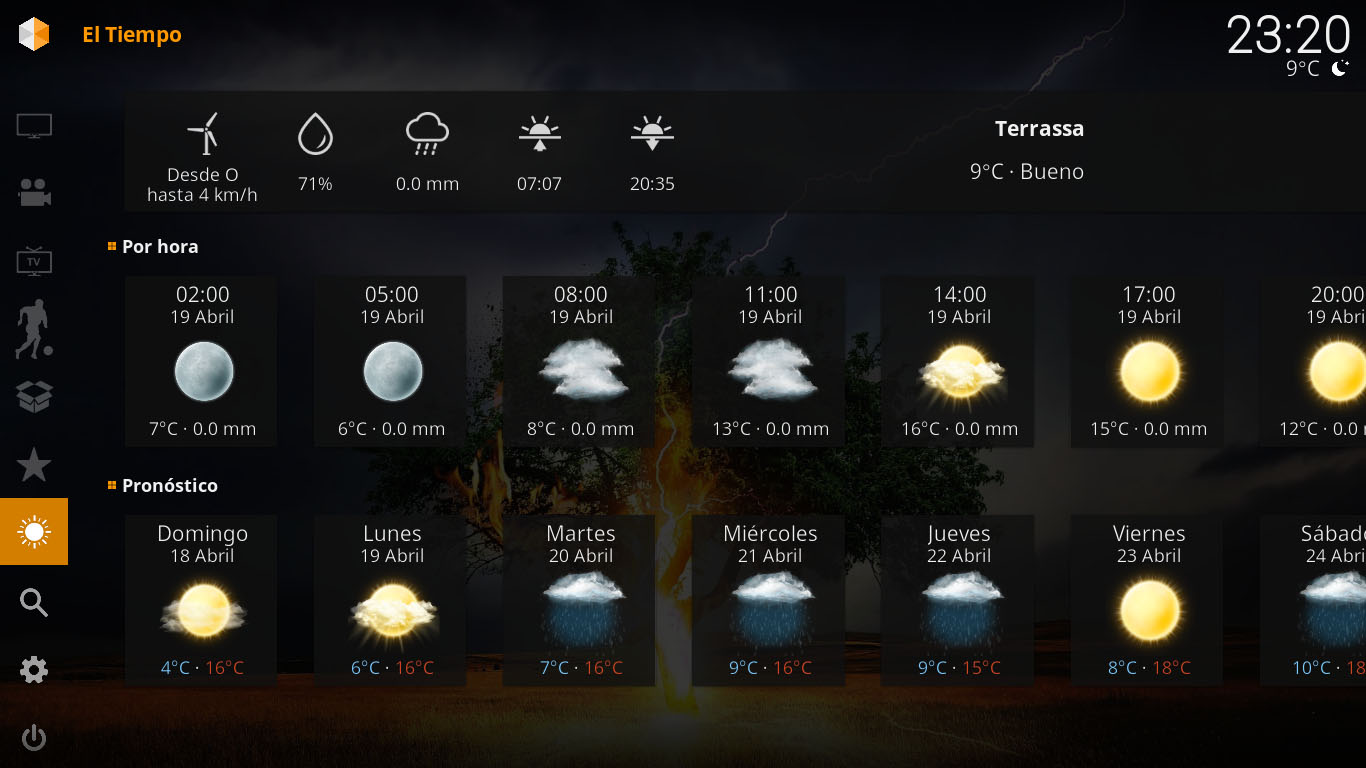 El Tiempo
23:20
9°C
Desde O
hasta 4 km/h
71%
0.0 mm
07:07
20:35
Terrassa
9°C · Bueno
TV
Por hora
02:00
19 Abril
7°C · 0.0 mm
05:00
19 Abril
6°C · 0.0 mm
08:00
19 Abril
8°C · 0.0 mm
11:00
19 Abril
13°C · 0.0 mm
14:00
19 Abril
16°C · 0.0 mm
17:00
19 Abril
15°C · 0.0 mm
20:00
19 Abri
12°C · 0.0
Pronóstico
Domingo
18 Abril
4°C · 16°C
Lunes
19 Abril
6°C · 16°C
Martes
20 Abril
7°C · 16°C
Miércoles
21 Abril
9°C · 16°C
Jueves
22 Abril
9°C · 15°C
Viernes
23 Abril
8°C · 18°C
Sábad
24 Abri
10°C · 18